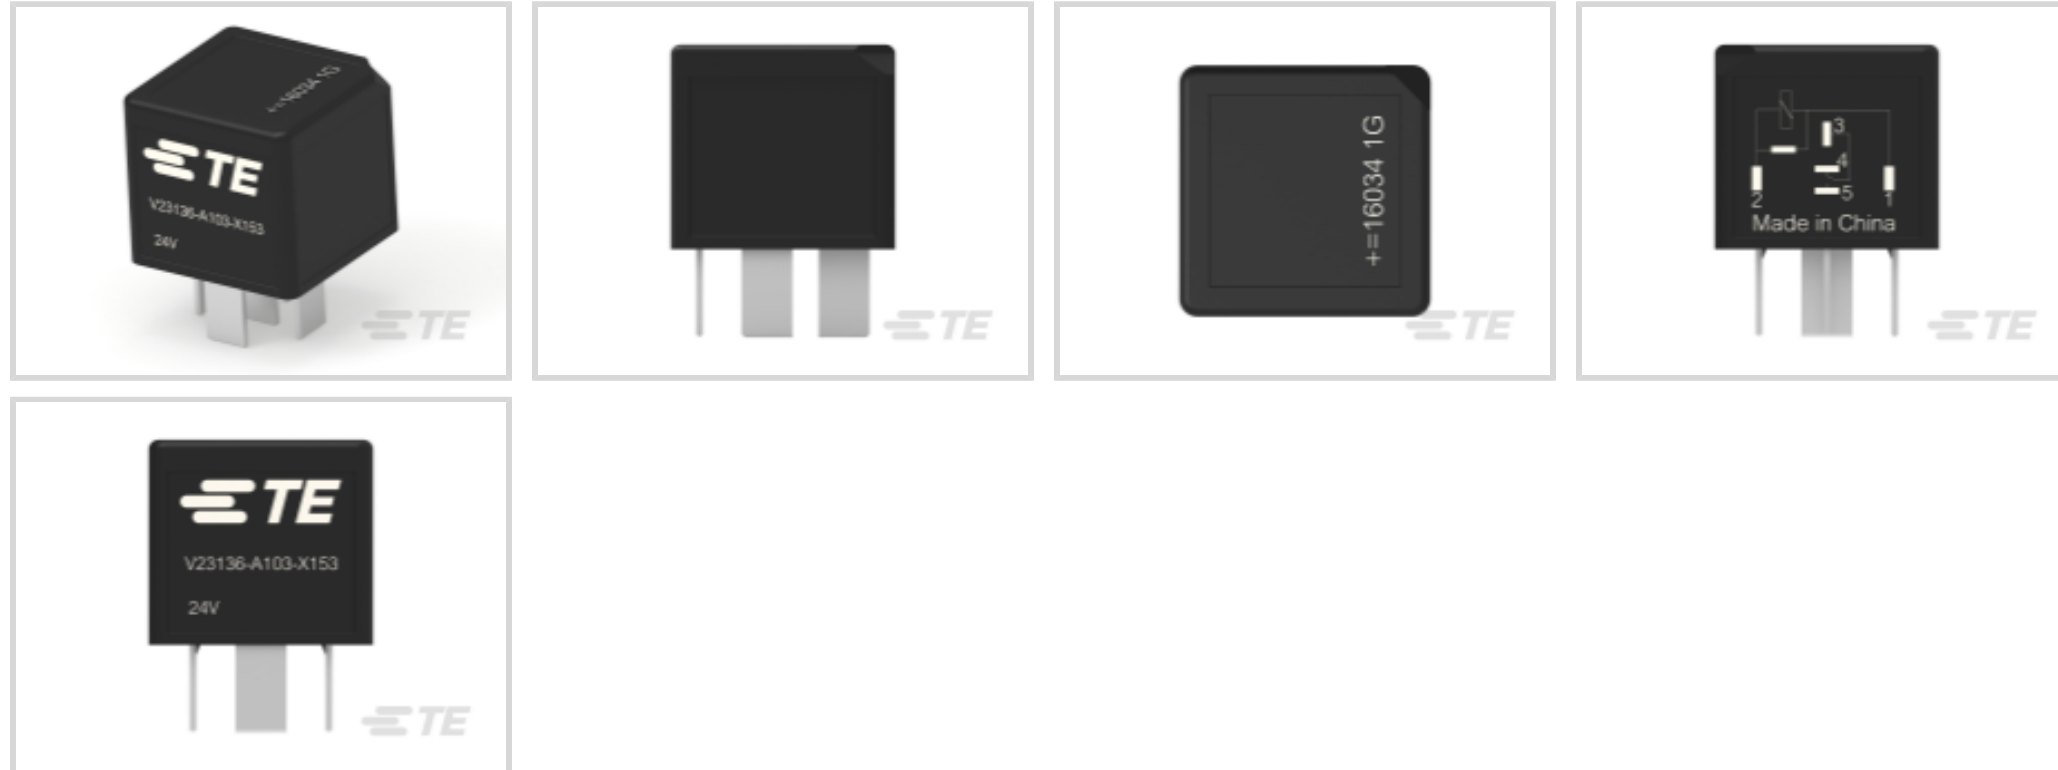 +=16034 1G
TE
V23136-A103-X153
24V
TE
TE
+=16034 1G
TE
3
4
2
5
1
Made in China
TE
TE
V23136-A103-X153
24V
TE